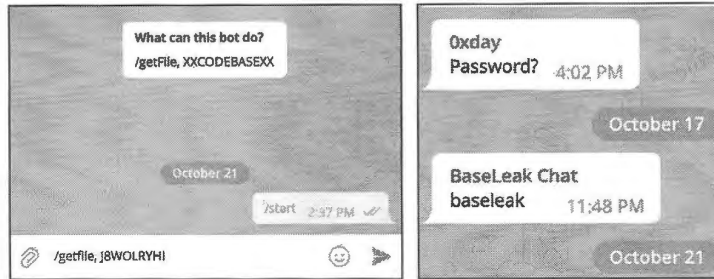 What can this bot do?
/getFile, XXCODEBASEXX
October 21
/start 2:37 PM
/getfile, J8WOLRYHI
0xday
Password? 4:02 PM
October 17
BaseLeak Chat
baseleak 11:48 PM
October 21